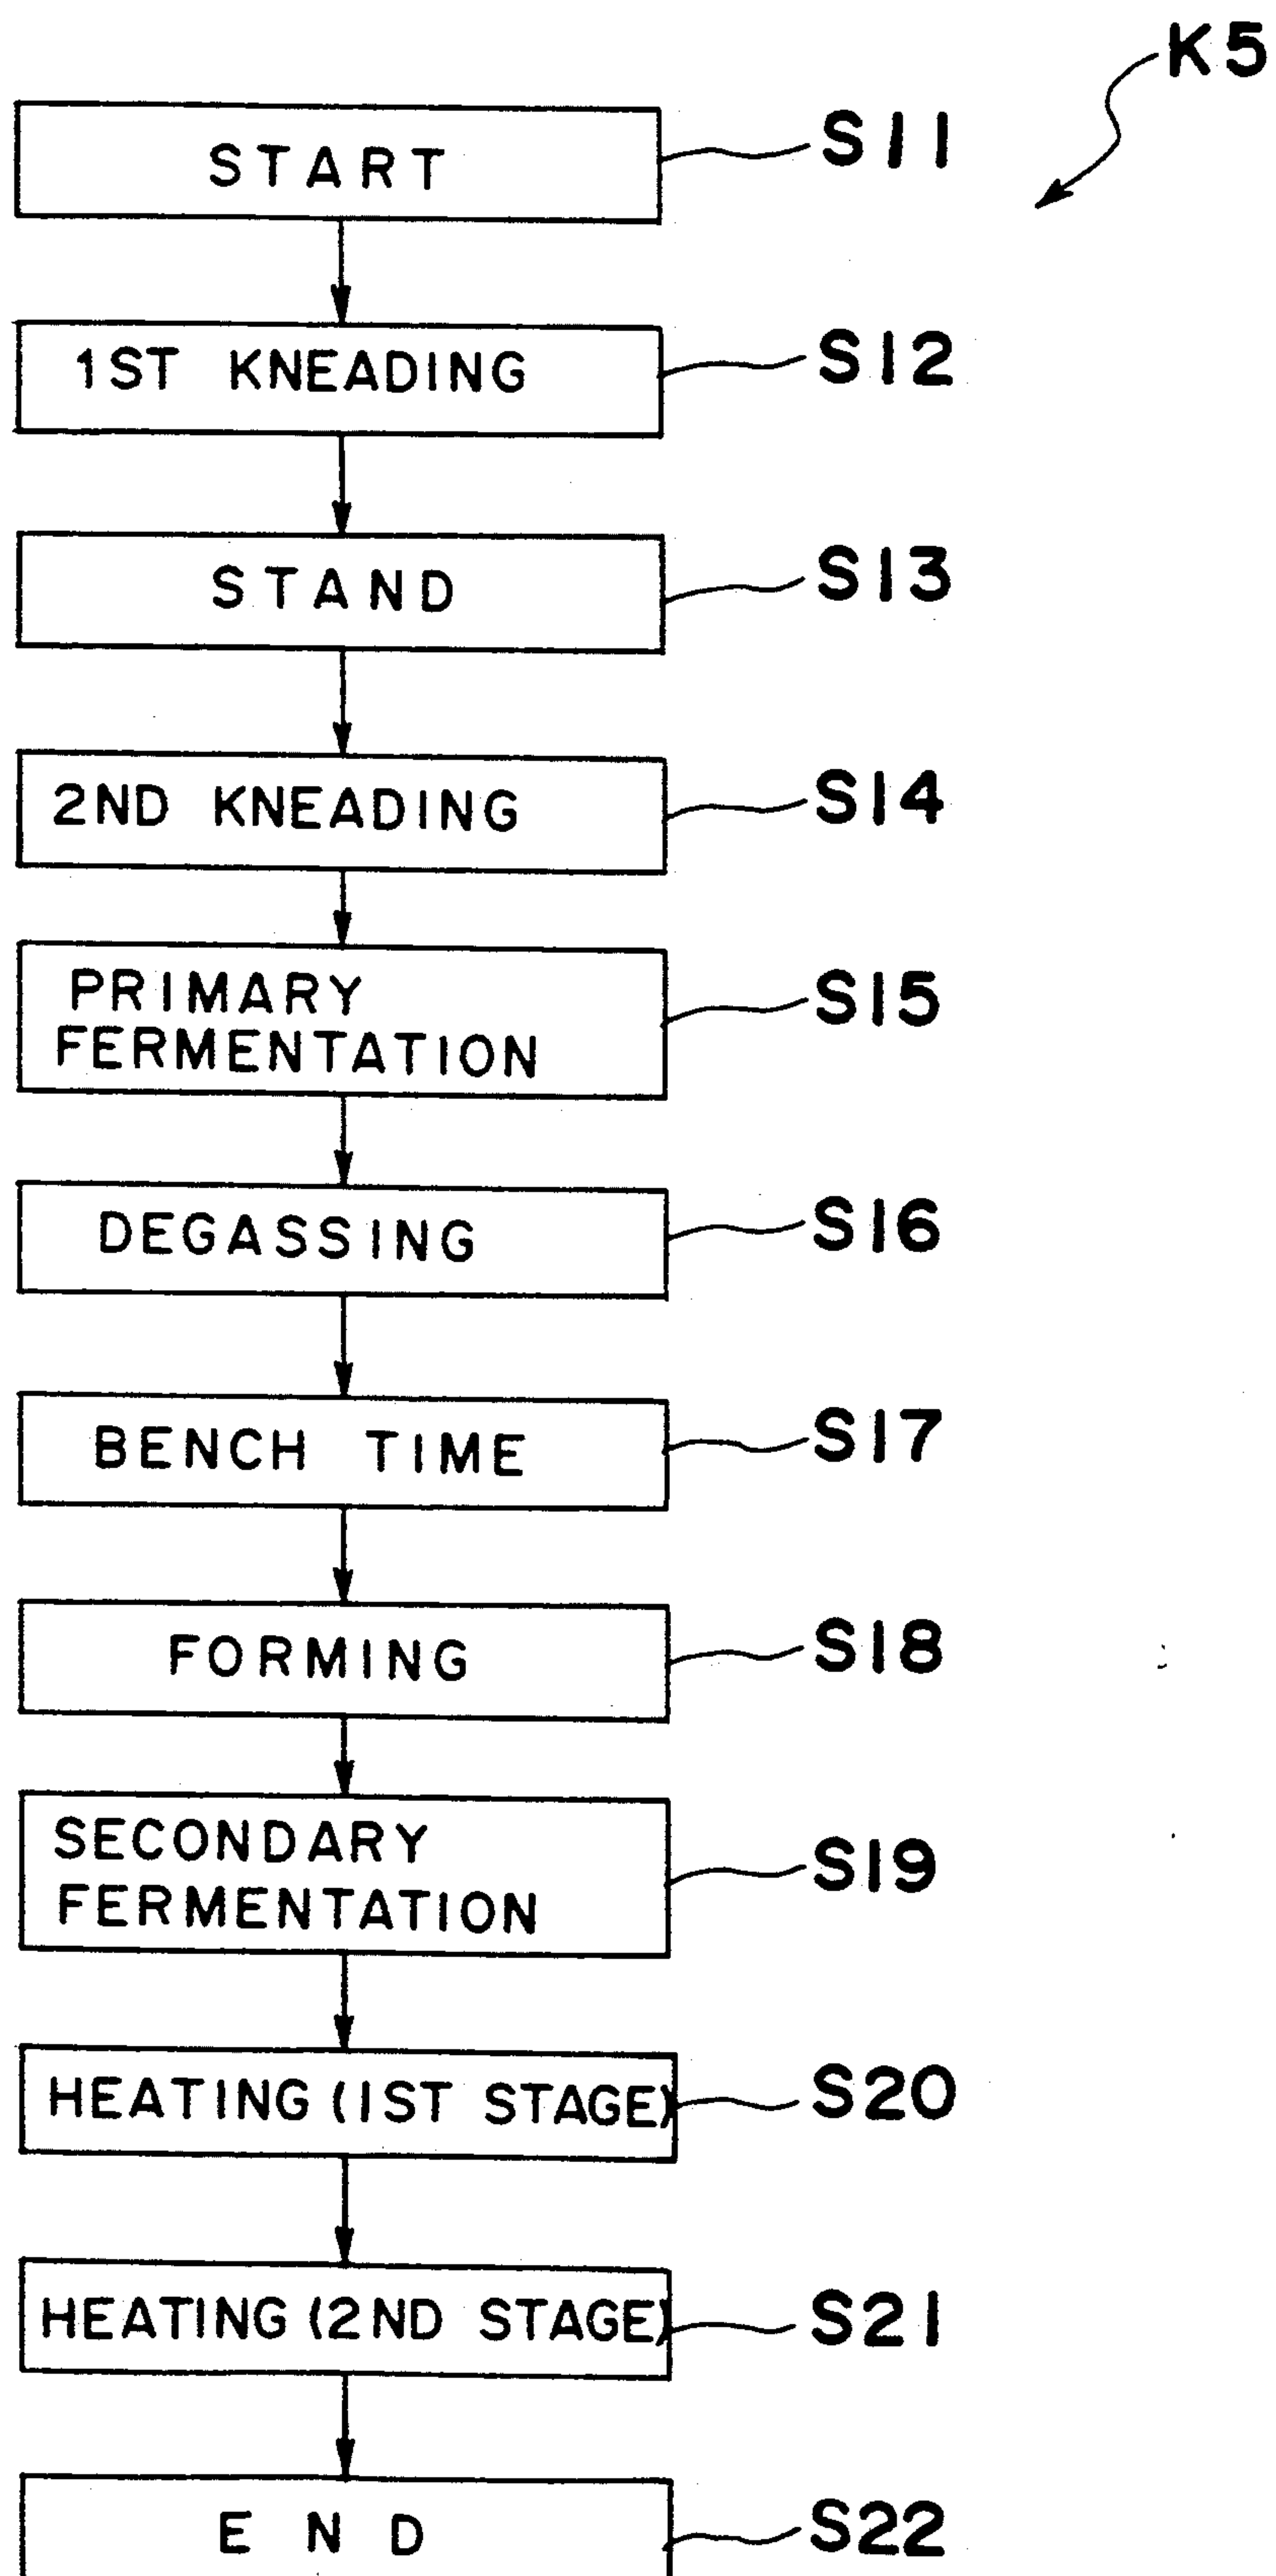 K5
START S11
1ST KNEADING S12
STAND S13
2ND KNEADING S14
PRIMARY
FERMENTATION S15
DEGASSING S16
BENCH TIME S17
FORMING S18
SECONDARY
FERMENTATION S19
HEATING (1ST STAGE) S20
HEATING (2ND STAGE) S21
END S22